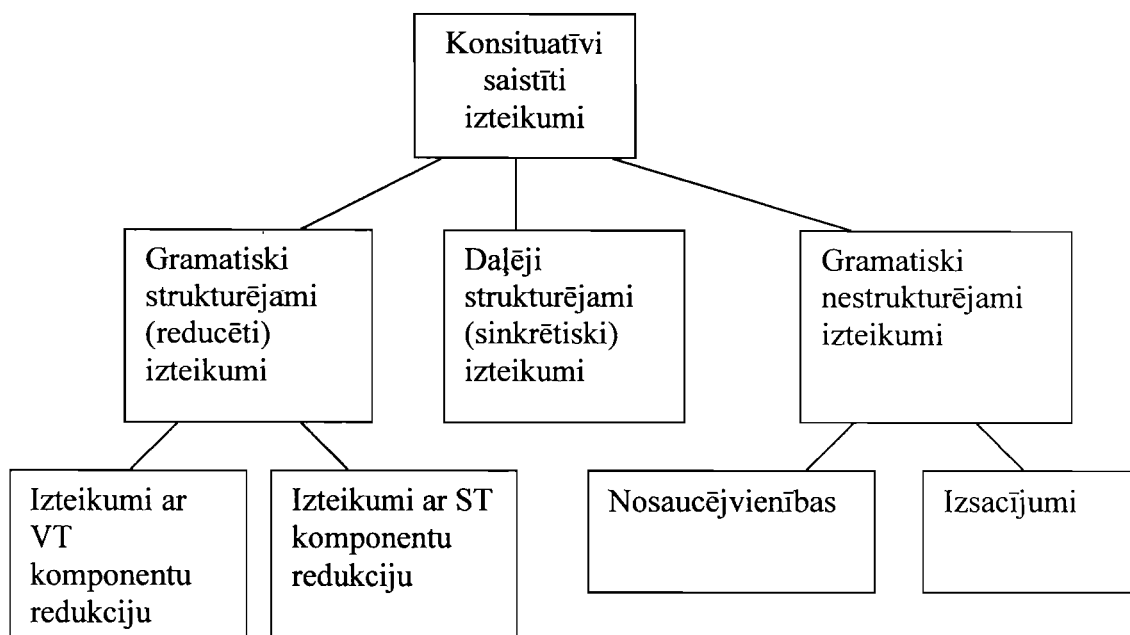 Konsituatīvi
saistīti
izteikumi
Gramatiski
strukturējami
(reducēti)
izteikumi
Daļēji
strukturējami
(sinkrētiski)
izteikumi
Gramatiski
nestrukturējami
izteikumi
Izteikumi ar
VT
komponentu
redukciju
Izteikumi ar ST
komponentu
redukciju
Nosaucējvienības
Izsacījumi